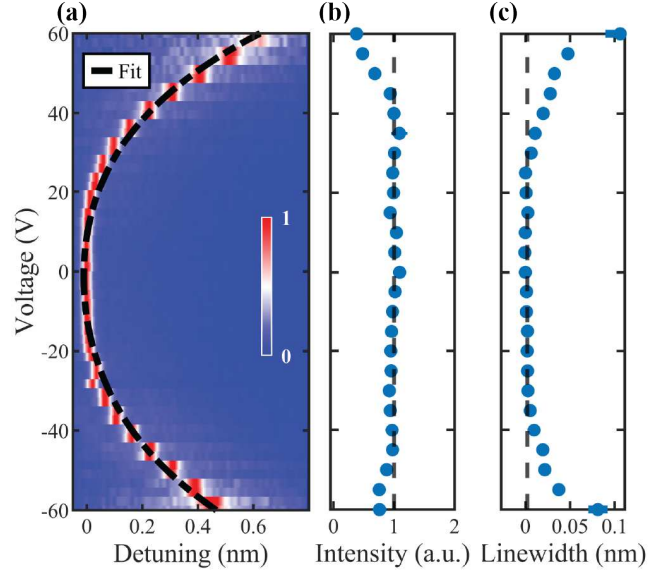 (a) (b) (c)
60
40
20
0
-20
-40
-60
Voltage (V)
Fit
1
0
0 0.2 0.4 0.6
Detuning (nm)
0 1 2
Intensity (a.u.)
0 0.05 0.1
Linewidth (nm)